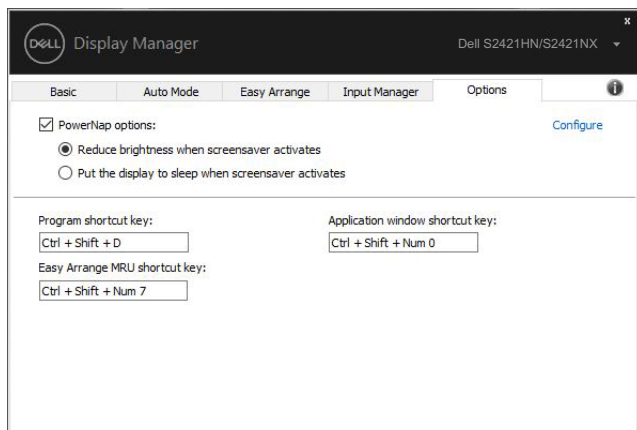 x
DELL Display Manager Dell S2421HN/S2421NX
Basic Auto Mode Easy Arrange Input Manager Options
PowerNap options: Configure
Reduce brightness when screensaver activates
Put the display to sleep when screensaver activates
Program shortcut key: Application window shortcut key:
Ctrl + Shift + D Ctrl + Shift + Num 0
Easy Arrange MRU shortcut key:
Ctrl + Shift + Num 7